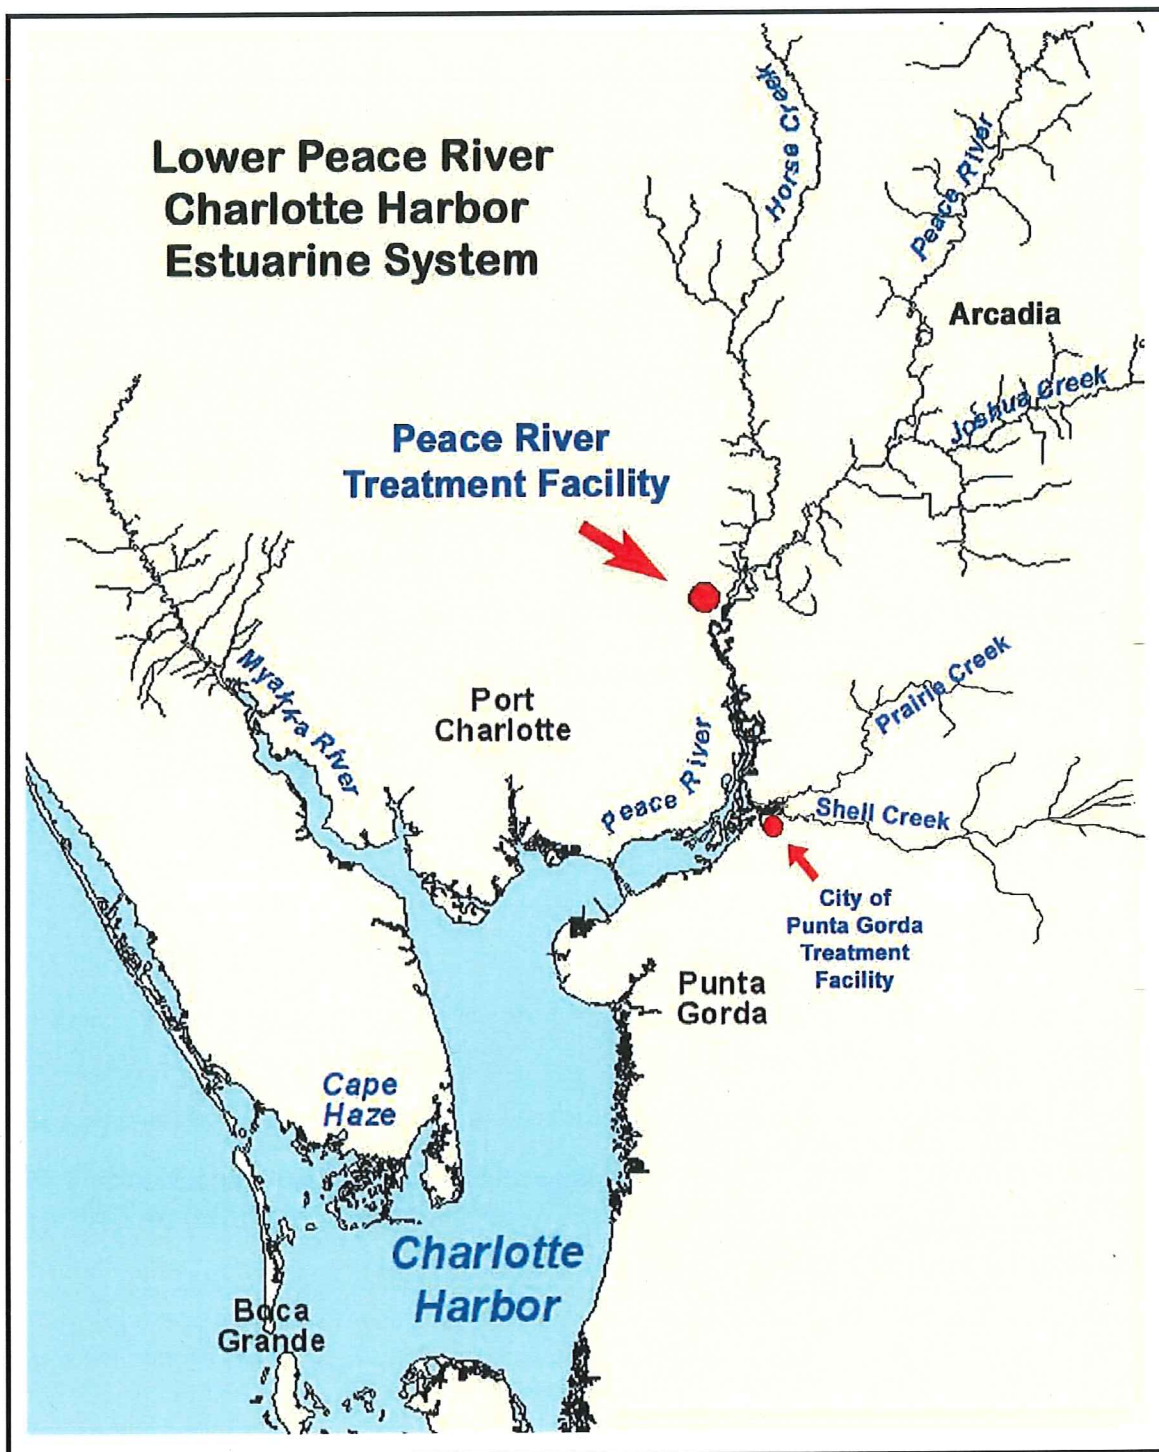 Lower Peace River
Charlotte Harbor
Estuarine System
Horse Creek
Peace River
Arcadia
Joshua Creek
Peace River
Treatment Facility
Myakka River
Port
Charlotte
Peace River
Prairie Creek
Shell Creek
City of
Punta Gorda
Treatment
Facility
Punta
Gorda
Cape
Haze
Charlotte
Harbor
Boca
Grande